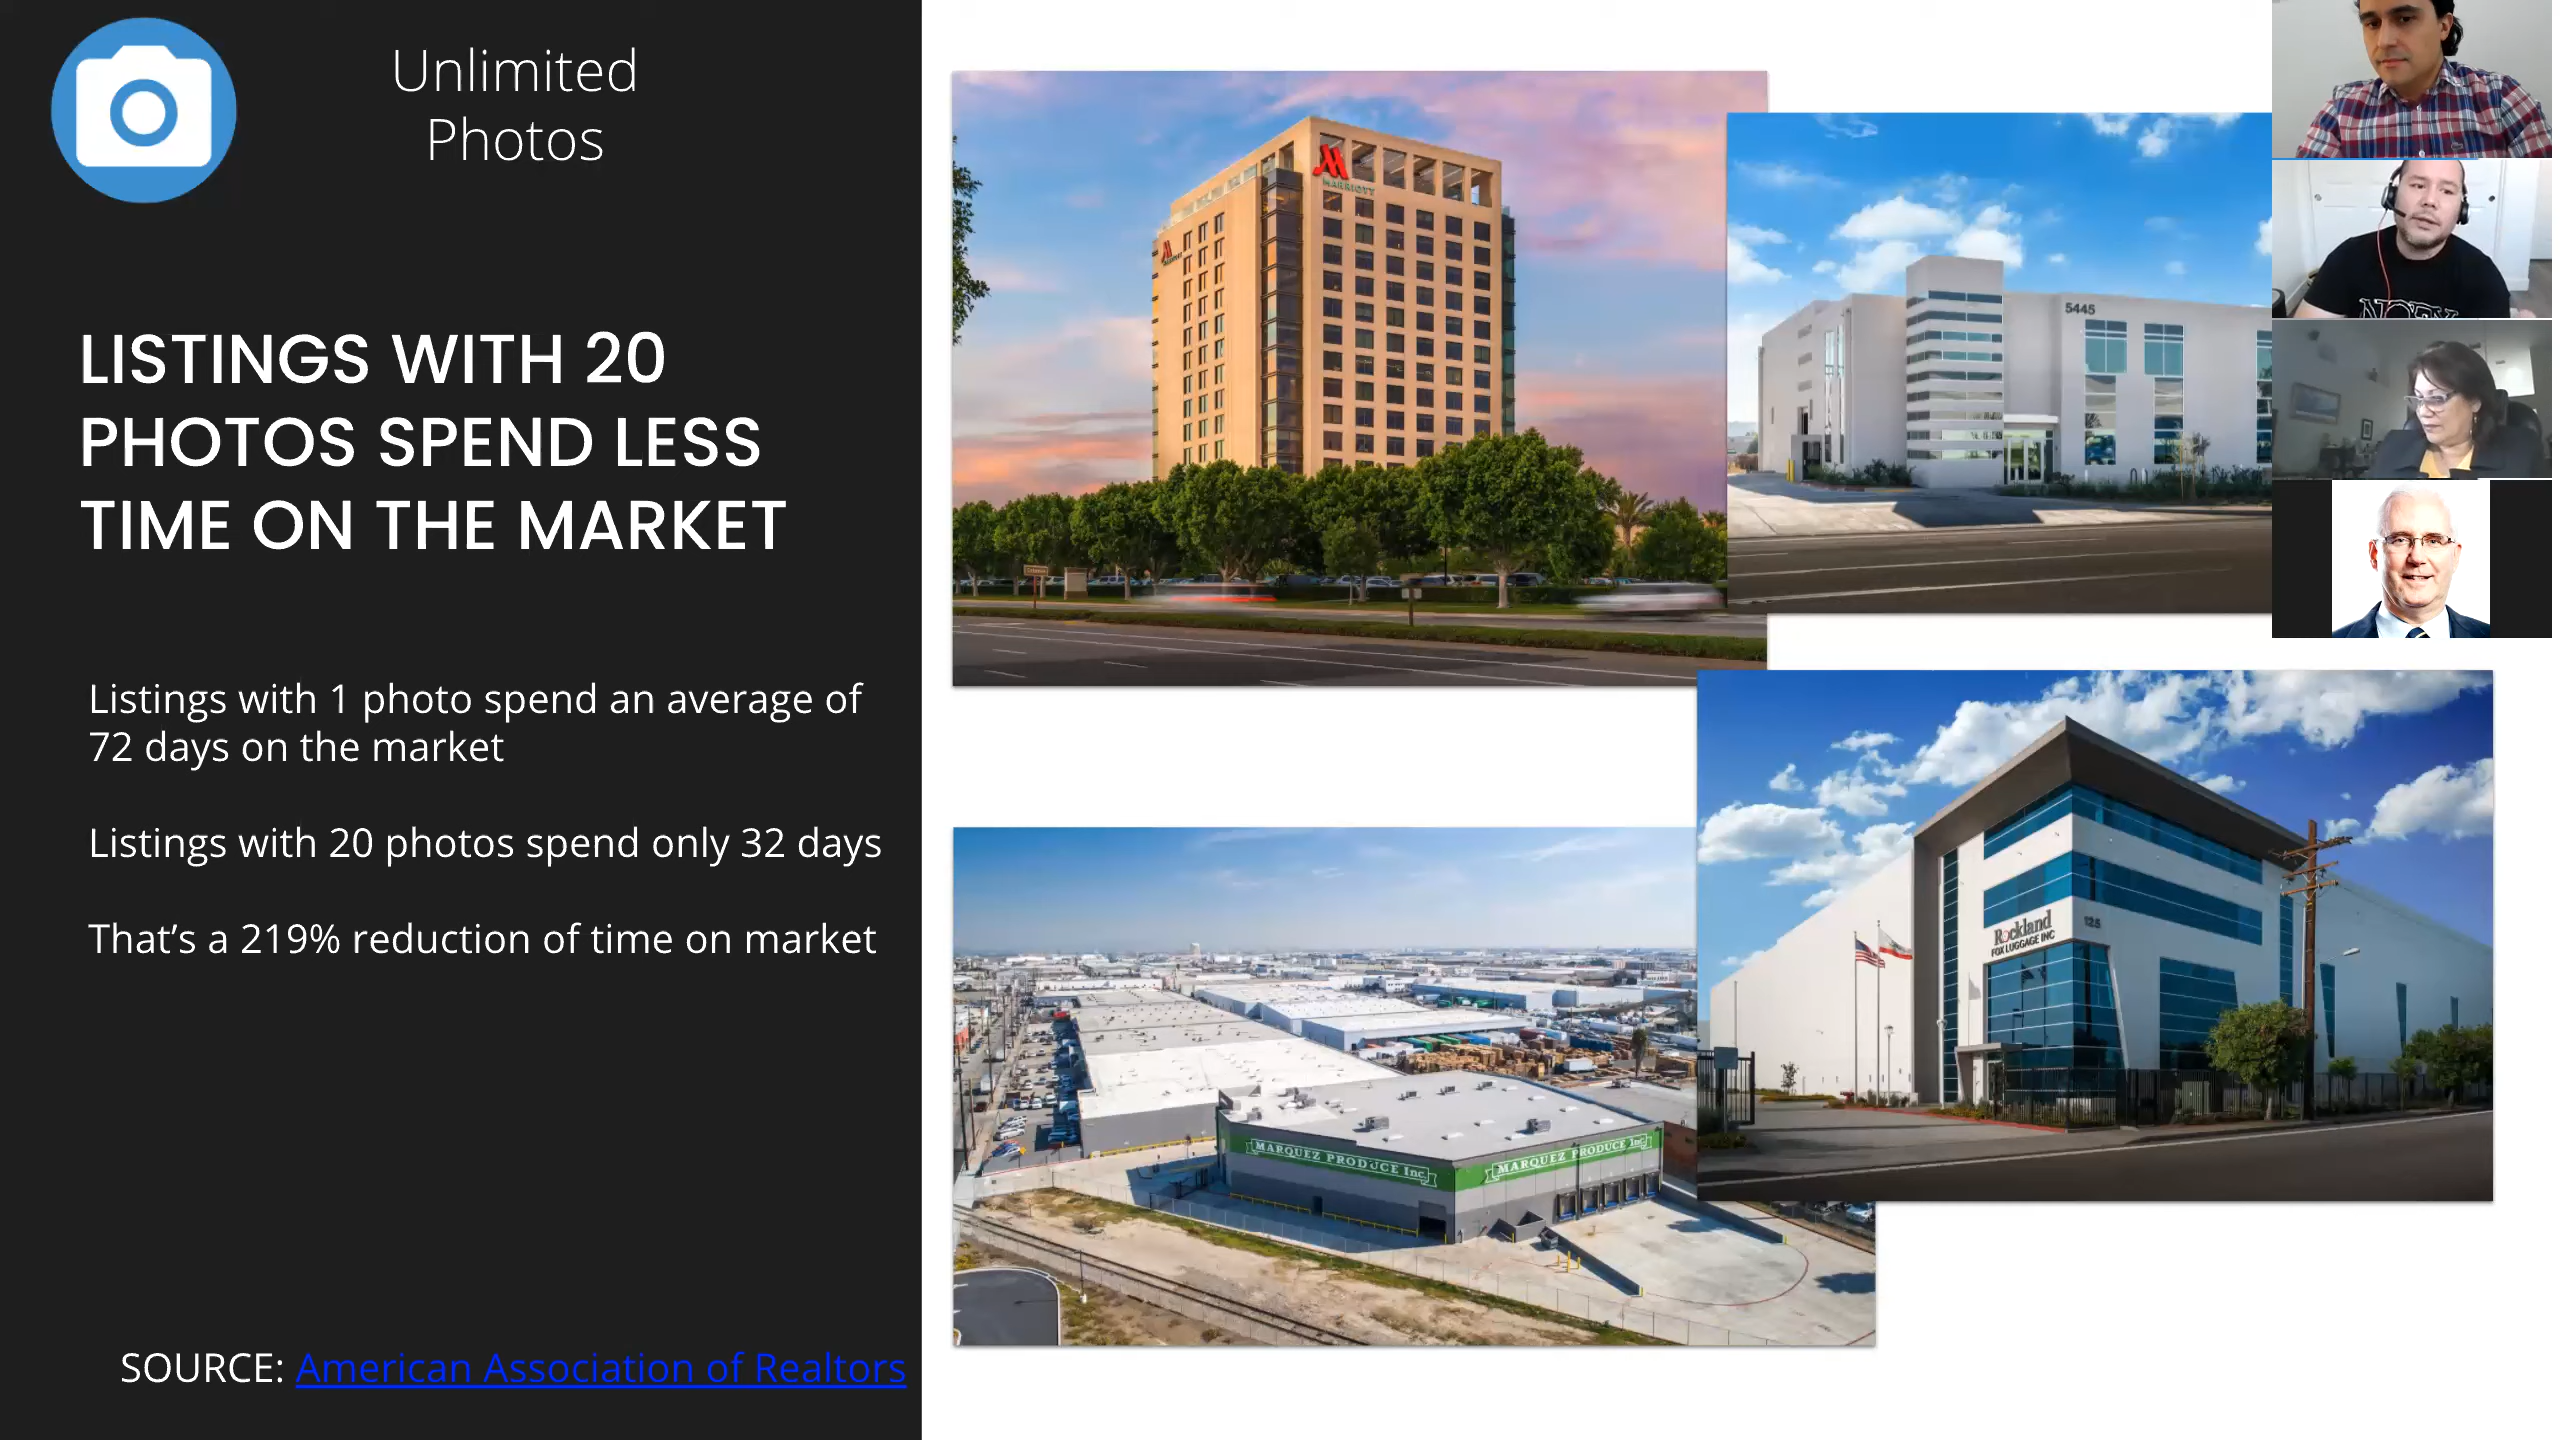 Unlimited
Photos
LISTINGS WITH 20
PHOTOS SPEND LESS
TIME ON THE MARKET
Listings with 1 photo spend an average of
72 days on the market
Listings with 20 photos spend only 32 days
That’s a 219% reduction of time on market
SOURCE: American Association of Realtors
MARRIOTT
5445
Rockland
FOX LUGGAGE INC
125
MARQUEZ PRODUCE Inc.
MARQUEZ PRODUCE Inc.